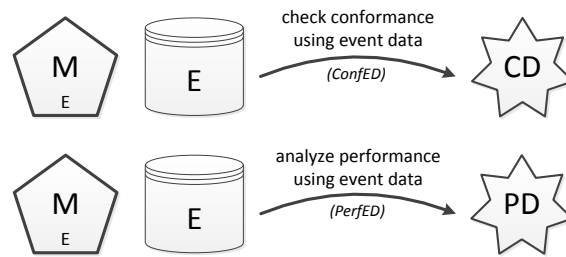 check conformance
using event data
(ConfED)
M
E
E
CD
analyze performance
using event data
(PerfED)
M
E
E
PD